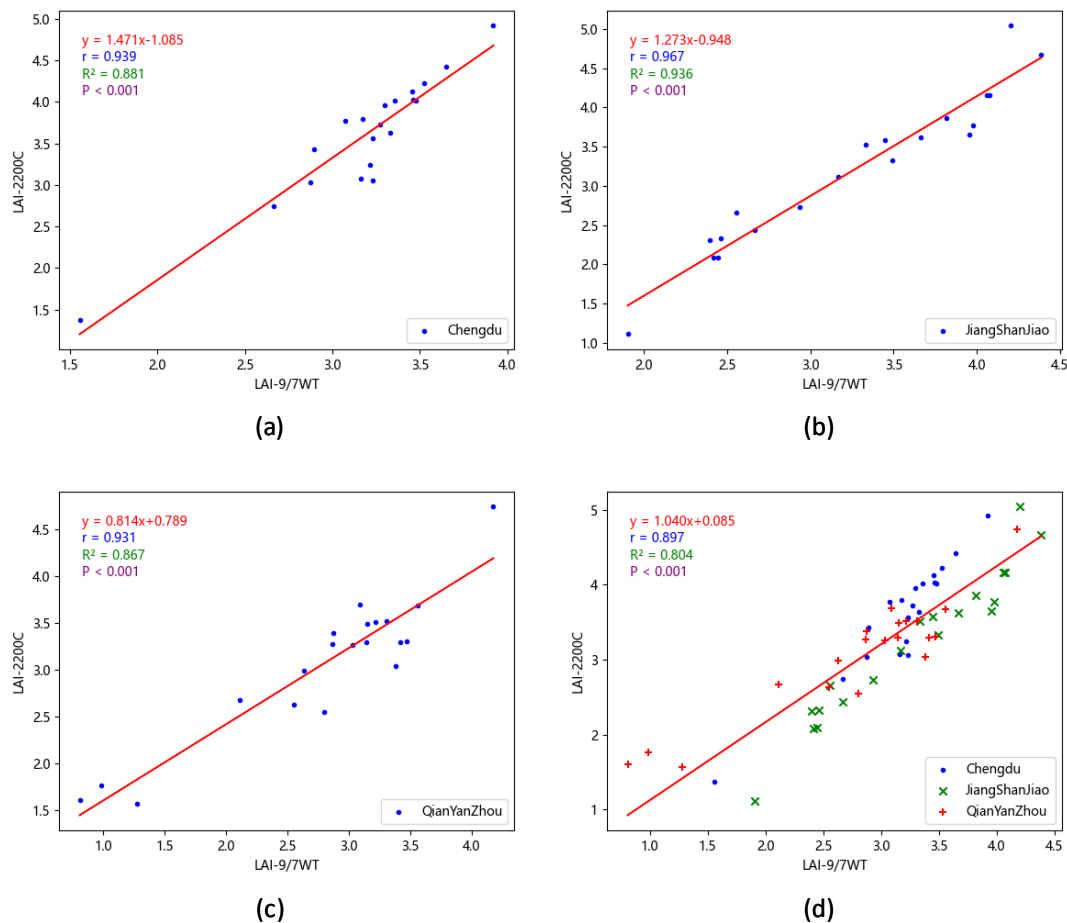 5.0
4.5
4.0
3.5
3.0
2.5
2.0
1.5
LAI-2200C
y = 1.471x-1.085
r = 0.939
R² = 0.881
P < 0.001
Chengdu
1.5 2.0 2.5 3.0 3.5 4.0
LAI-9/7WT
(a)
5.0
4.5
4.0
3.5
3.0
2.5
2.0
1.5
1.0
LAI-2200C
y = 1.273x-0.948
r = 0.967
R² = 0.936
P < 0.001
JiangShanJiao
2.0 2.5 3.0 3.5 4.0 4.5
LAI-9/7WT
(b)
4.5
4.0
3.5
3.0
2.5
2.0
1.5
LAI-2200C
y = 0.814x+0.789
r = 0.931
R² = 0.867
P < 0.001
QianYanZhou
1.0 1.5 2.0 2.5 3.0 3.5 4.0
LAI-9/7WT
(c)
5
4
3
2
1
LAI-2200C
y = 1.040x+0.085
r = 0.897
R² = 0.804
P < 0.001
Chengdu
JiangShanJiao
QianYanZhou
1.0 1.5 2.0 2.5 3.0 3.5 4.0 4.5
LAI-9/7WT
(d)